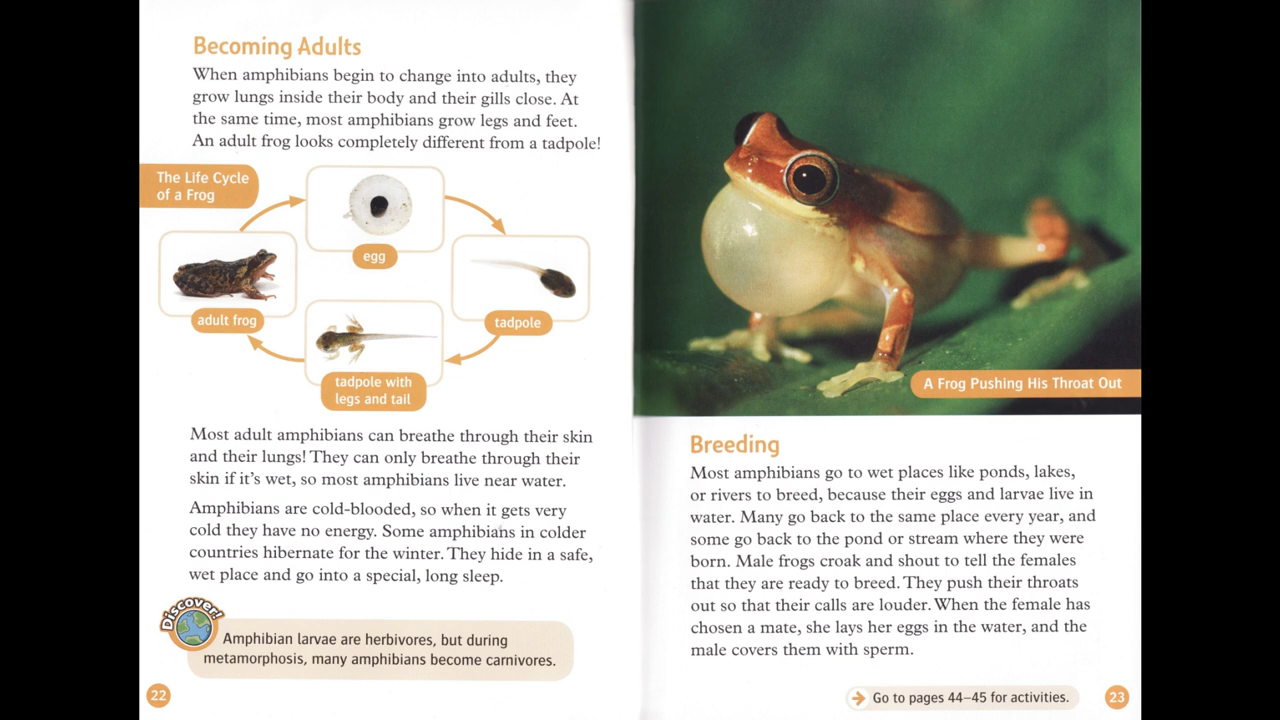 Becoming Adults
When amphibians begin to change into adults, they
grow lungs inside their body and their gills close. At
the same time, most amphibians grow legs and feet.
An adult frog looks completely different from a tadpole!
The Life Cycle
of a Frog
egg
tadpole
tadpole with
legs and tail
adult frog
Most adult amphibians can breathe through their skin
and their lungs! They can only breathe through their
skin if it's wet, so most amphibians live near water.
Amphibians are cold-blooded, so when it gets very
cold they have no energy. Some amphibians in colder
countries hibernate for the winter. They hide in a safe,
wet place and go into a special, long sleep.
Discover!
Amphibian larvae are herbivores, but during
metamorphosis, many amphibians become carnivores.
22
A Frog Pushing His Throat Out
Breeding
Most amphibians go to wet places like ponds, lakes,
or rivers to breed, because their eggs and larvae live in
water. Many go back to the same place every year, and
some go back to the pond or stream where they were
born. Male frogs croak and shout to tell the females
that they are ready to breed. They push their throats
out so that their calls are louder. When the female has
chosen a mate, she lays her eggs in the water, and the
male covers them with sperm.
Go to pages 44–45 for activities.
23